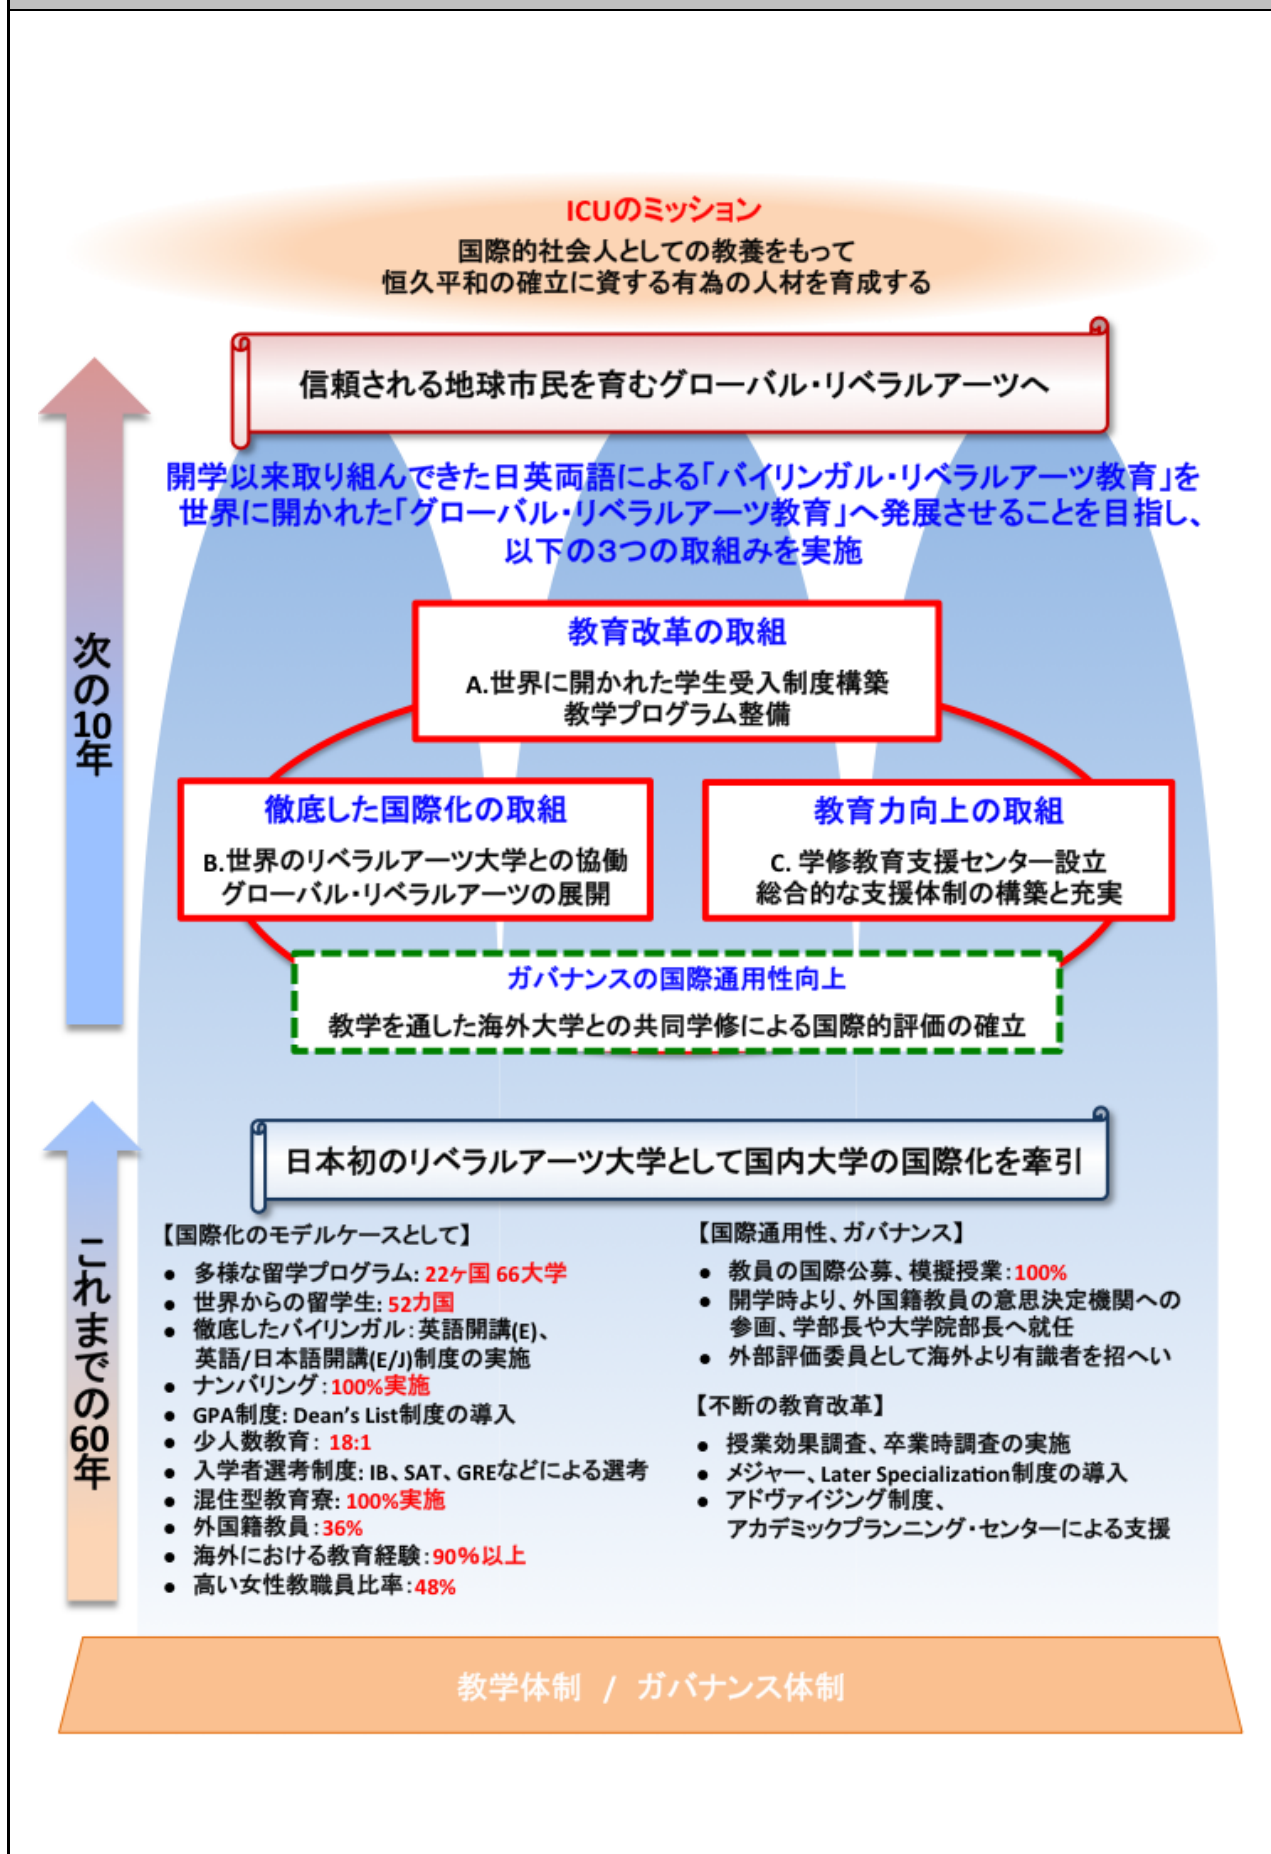 ICUのミッション
国際的社会人としての教養をもって
恒久平和の確立に資する有為の人材を育成する
信頼される地球市民を育むグローバル・リベラルアーツへ
開学以来取り組んできた日英両語による「バイリンガル・リベラルアーツ教育」を
世界に開かれた「グローバル・リベラルアーツ教育」へ発展させることを目指し、
以下の３つの取組みを実施
次の10年
教育改革の取組
A.世界に開かれた学生受入制度構築
教学プログラム整備
徹底した国際化の取組
B.世界のリベラルアーツ大学との協働
グローバル・リベラルアーツの展開
教育力向上の取組
C. 学修教育支援センター設立
総合的な支援体制の構築と充実
ガバナンスの国際通用性向上
教学を通した海外大学との共同学修による国際的評価の確立
これまでの60年
日本初のリベラルアーツ大学として国内大学の国際化を牽引
【国際化のモデルケースとして】
● 多様な留学プログラム: 22ヶ国 66大学
● 世界からの留学生: 52カ国
● 徹底したバイリンガル：英語開講(E)、
英語/日本語開講(E/J)制度の実施
● ナンバリング：100%実施
● GPA制度: Dean's List制度の導入
● 少人数教育： 18:1
● 入学者選考制度: IB、SAT、GREなどによる選考
● 混住型教育寮: 100%実施
● 外国籍教員：36%
● 海外における教育経験：90％以上
● 高い女性教職員比率：48%
【国際通用性、ガバナンス】
● 教員の国際公募、模擬授業：100%
● 開学時より、外国籍教員の意思決定機関への
参画、学部長や大学院部長へ就任
● 外部評価委員として海外より有識者を招へい
【不断の教育改革】
● 授業効果調査、卒業時調査の実施
● メジャー、Later Specialization制度の導入
● アドヴァイジング制度、
アカデミックプランニング・センターによる支援
教学体制 / ガバナンス体制